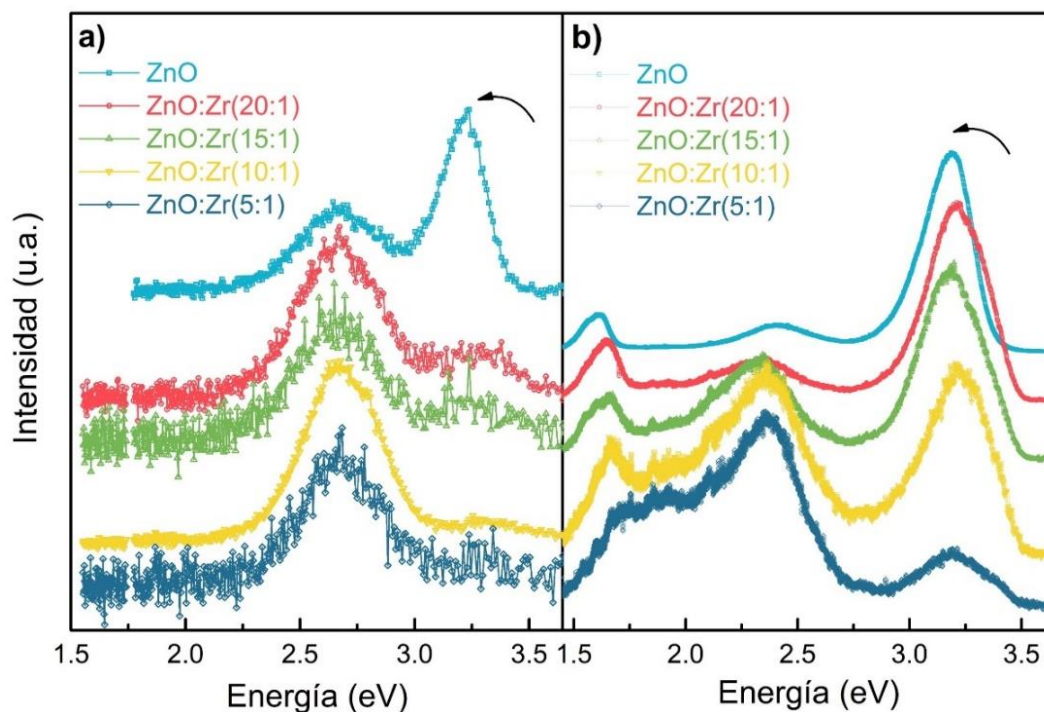 a)
ZnO
ZnO:Zr(20:1)
ZnO:Zr(15:1)
ZnO:Zr(10:1)
ZnO:Zr(5:1)
b)
ZnO
ZnO:Zr(20:1)
ZnO:Zr(15:1)
ZnO:Zr(10:1)
ZnO:Zr(5:1)
Intensidad (u.a.)
1.5 2.0 2.5 3.0 3.5
1.5 2.0 2.5 3.0 3.5
Energía (eV)
Energía (eV)